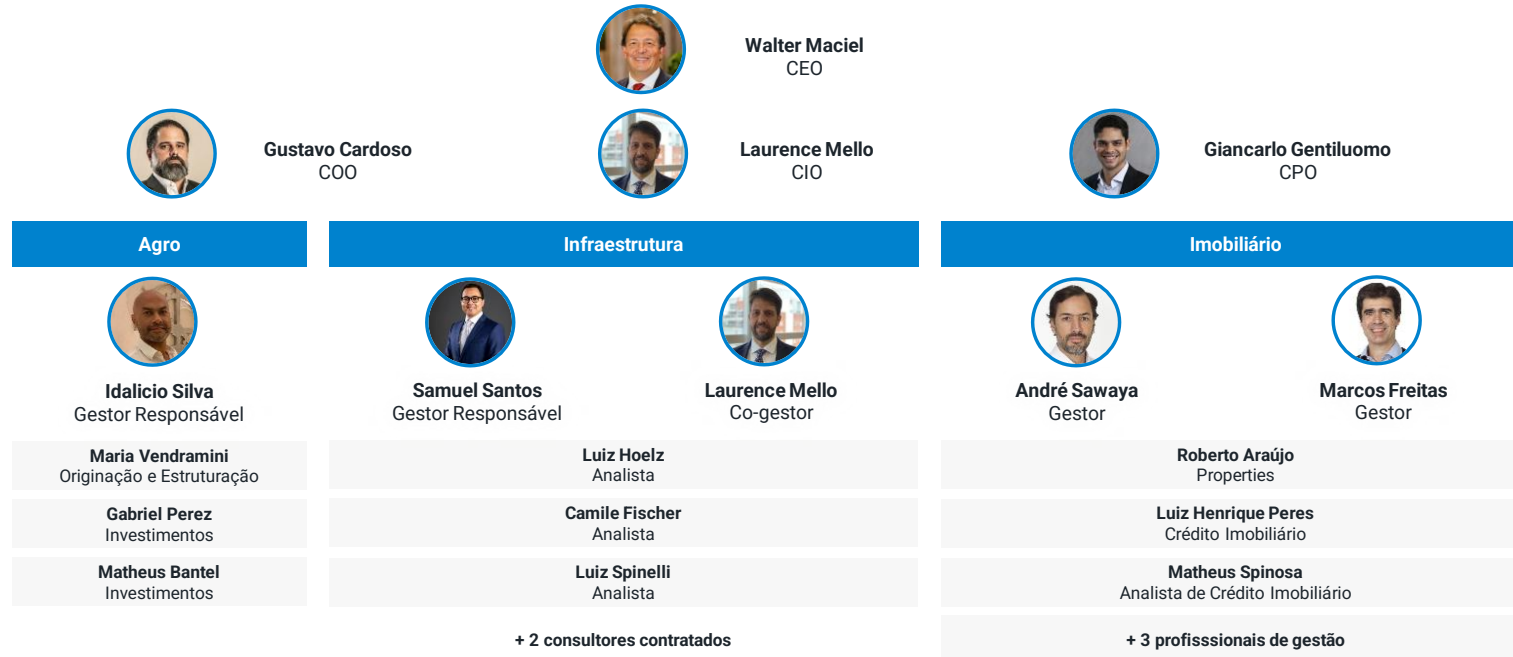 Walter Maciel
CEO
Gustavo Cardoso
COO
Laurence Mello
CIO
Giancarlo Gentiluomo
CPO
Agro
Infraestrutura
Imobiliário
Idalicio Silva
Gestor Responsável
Samuel Santos
Gestor Responsável
Laurence Mello
Co-gestor
André Sawaya
Gestor
Marcos Freitas
Gestor
Maria Vendramini
Originação e Estruturação
Gabriel Perez
Investimentos
Matheus Bantel
Investimentos
Luiz Hoelz
Analista
Camile Fischer
Analista
Luiz Spinelli
Analista
+ 2 consultores contratados
Roberto Araújo
Properties
Luiz Henrique Peres
Crédito Imobiliário
Matheus Spinosa
Analista de Crédito Imobiliário
+ 3 profisssionais de gestão